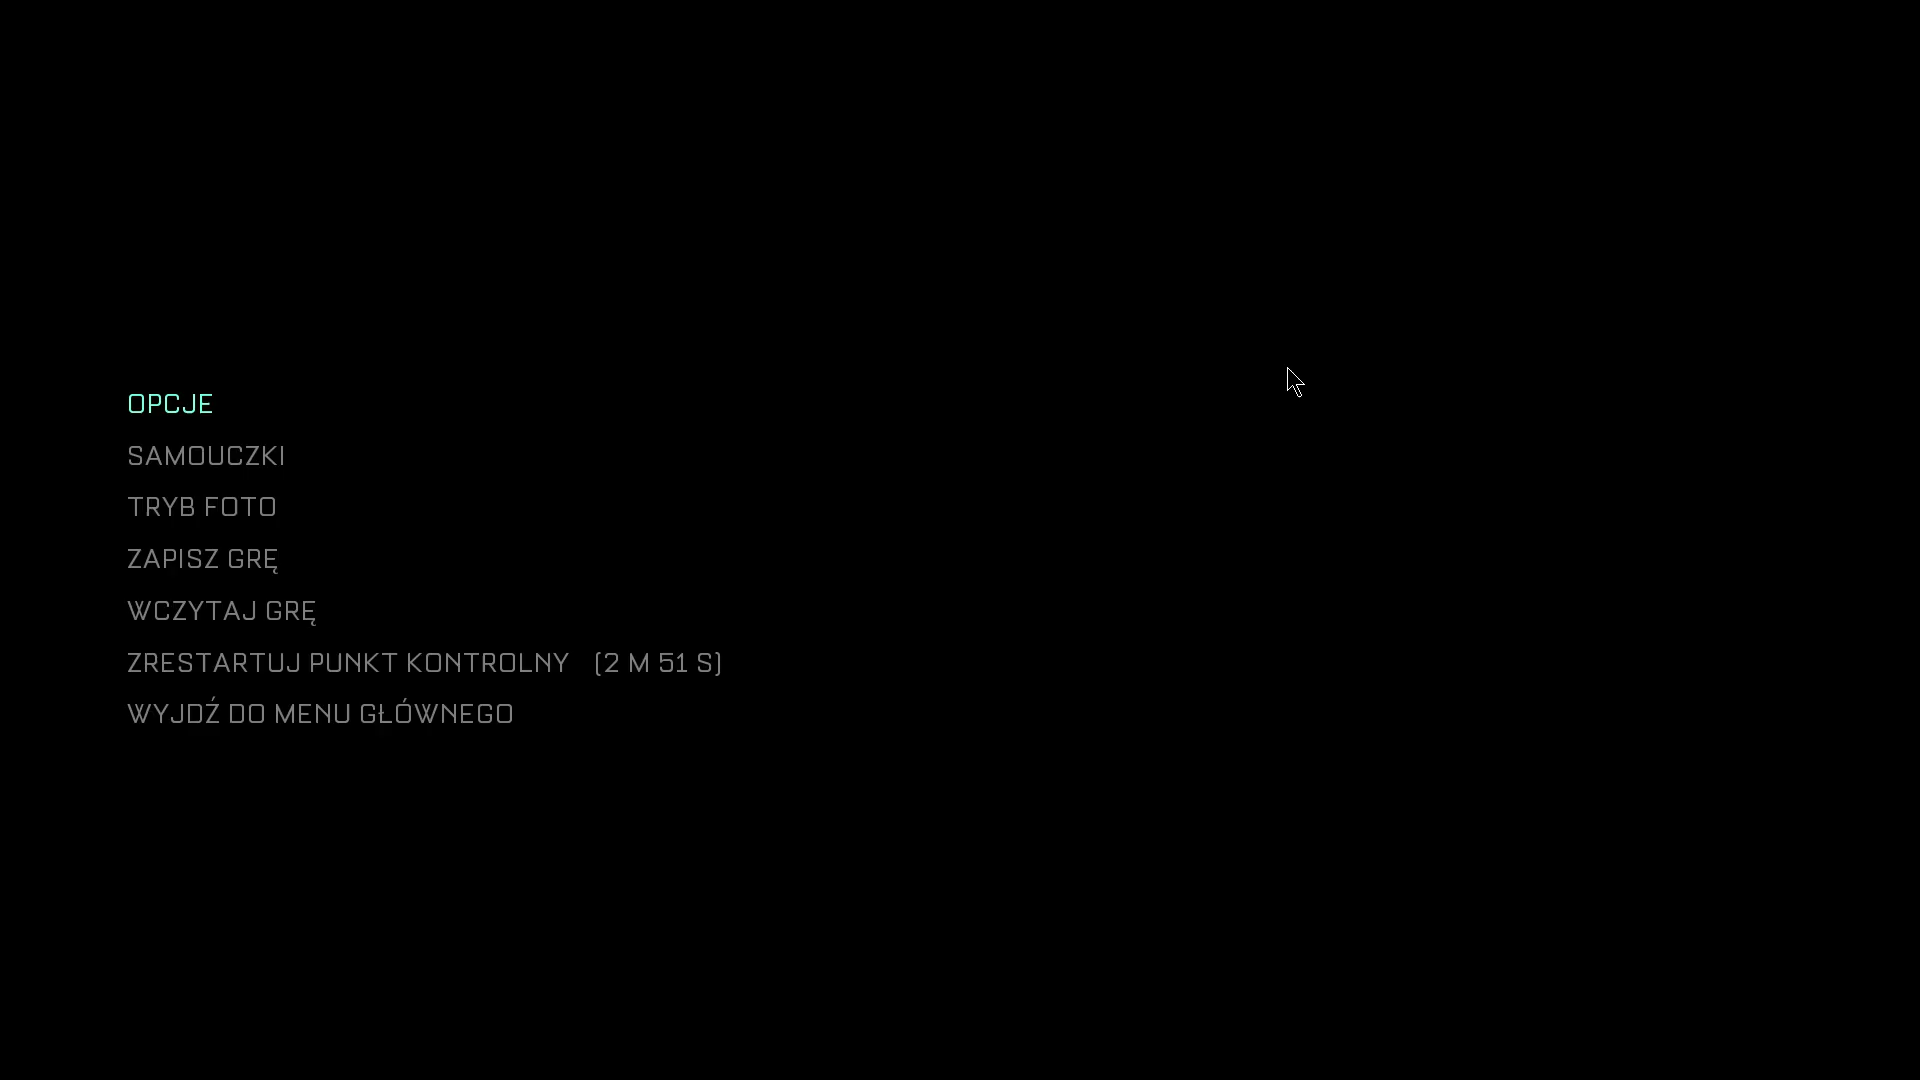 OPCJE
SAMOUCZKI
TRYB FOTO
ZAPISZ GRĘ
WCZYTAJ GRĘ
ZRESTARTUJ PUNKT KONTROLNY (2 M 51 S)
WYJDŹ DO MENU GŁÓWNEGO